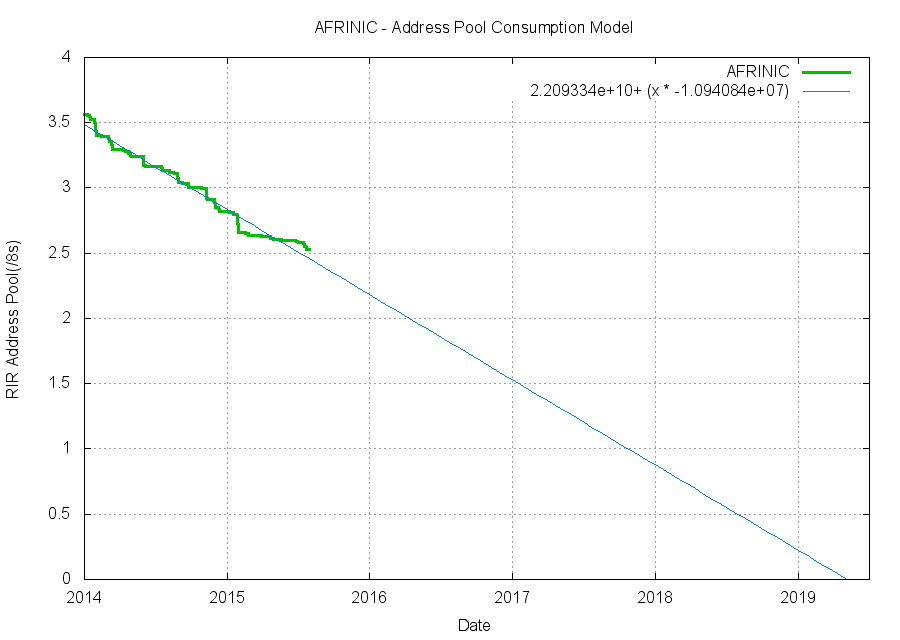 AFRINIC - Address Pool Consumption Model
AFRINIC
2.209334e+10+ (x * -1.094084e+07)
RIR Address Pool(/8s)
4
3.5
3
2.5
2
1.5
1
0.5
0
2014 2015 2016 2017 2018 2019
Date